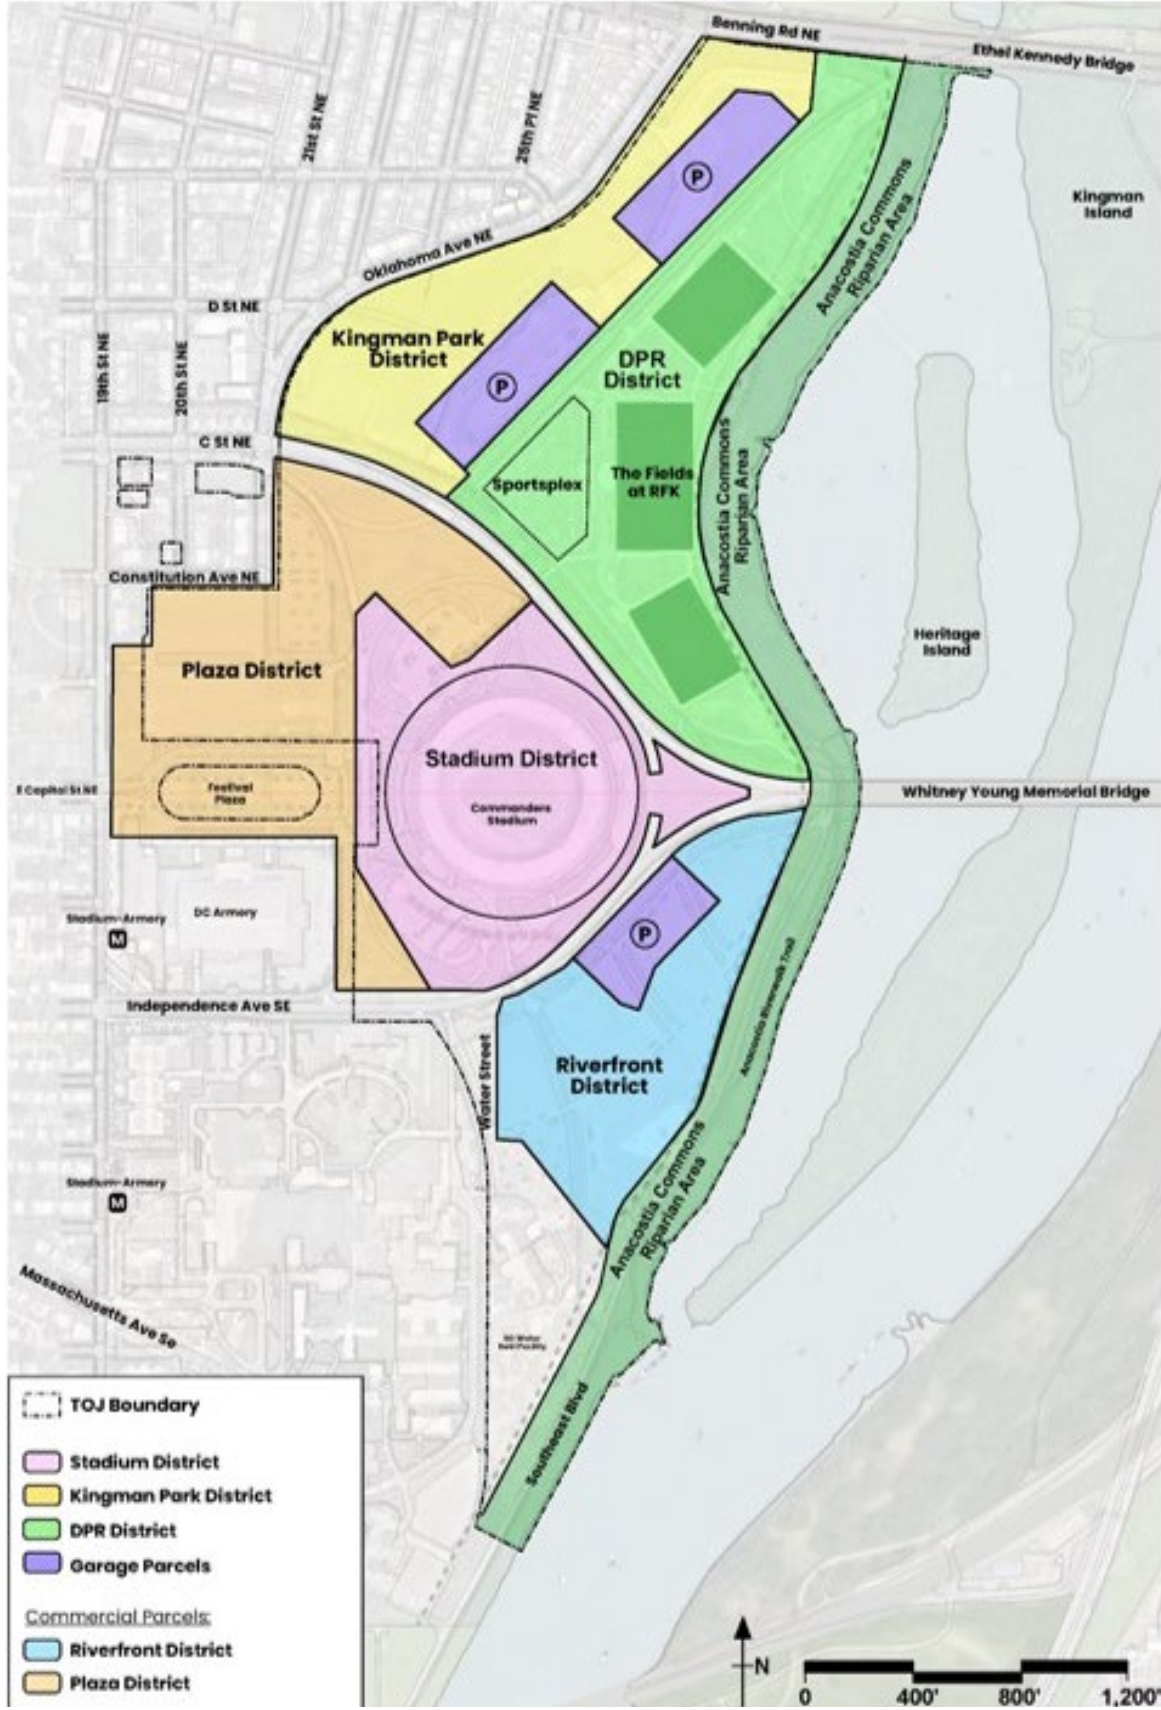 Benning Rd NE
Ethel Kennedy Bridge
21st St NE
25th Pl NE
Kingman
Island
Anacostia Commons
Riparian Area
Oklahoma Ave NE
D St NE
19th St NE
20th St NE
Kingman Park
District
P
P
DPR
District
C St NE
Sportsplex
The Fields
at RFK
Anacostia Commons
Riparian Area
Constitution Ave NE
Heritage
Island
Plaza District
Stadium District
Commanders
Stadium
E Capitol St NE
Festival
Plaza
Whitney Young Memorial Bridge
Stadium-Armory
M
DC Armory
P
Independence Ave SE
Anacostia Riverwalk Trail
Water Street
Riverfront
District
Anacostia Commons
Riparian Area
Stadium-Armory
M
Massachusetts Ave Se
Southeast Blvd
TOJ Boundary
Stadium District
Kingman Park District
DPR District
Garage Parcels
Commercial Parcels:
Riverfront District
Plaza District
N
0 400' 800' 1,200'